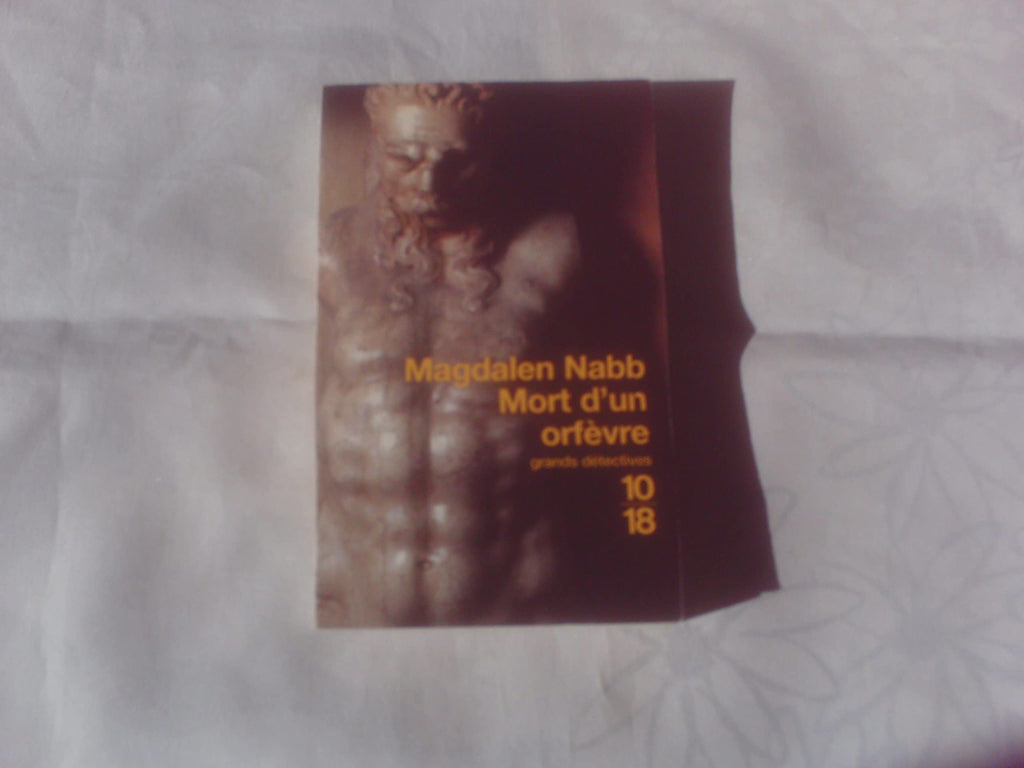 Magdalen Nabb
Mort d'un
orfèvre
grands détectives
10
18